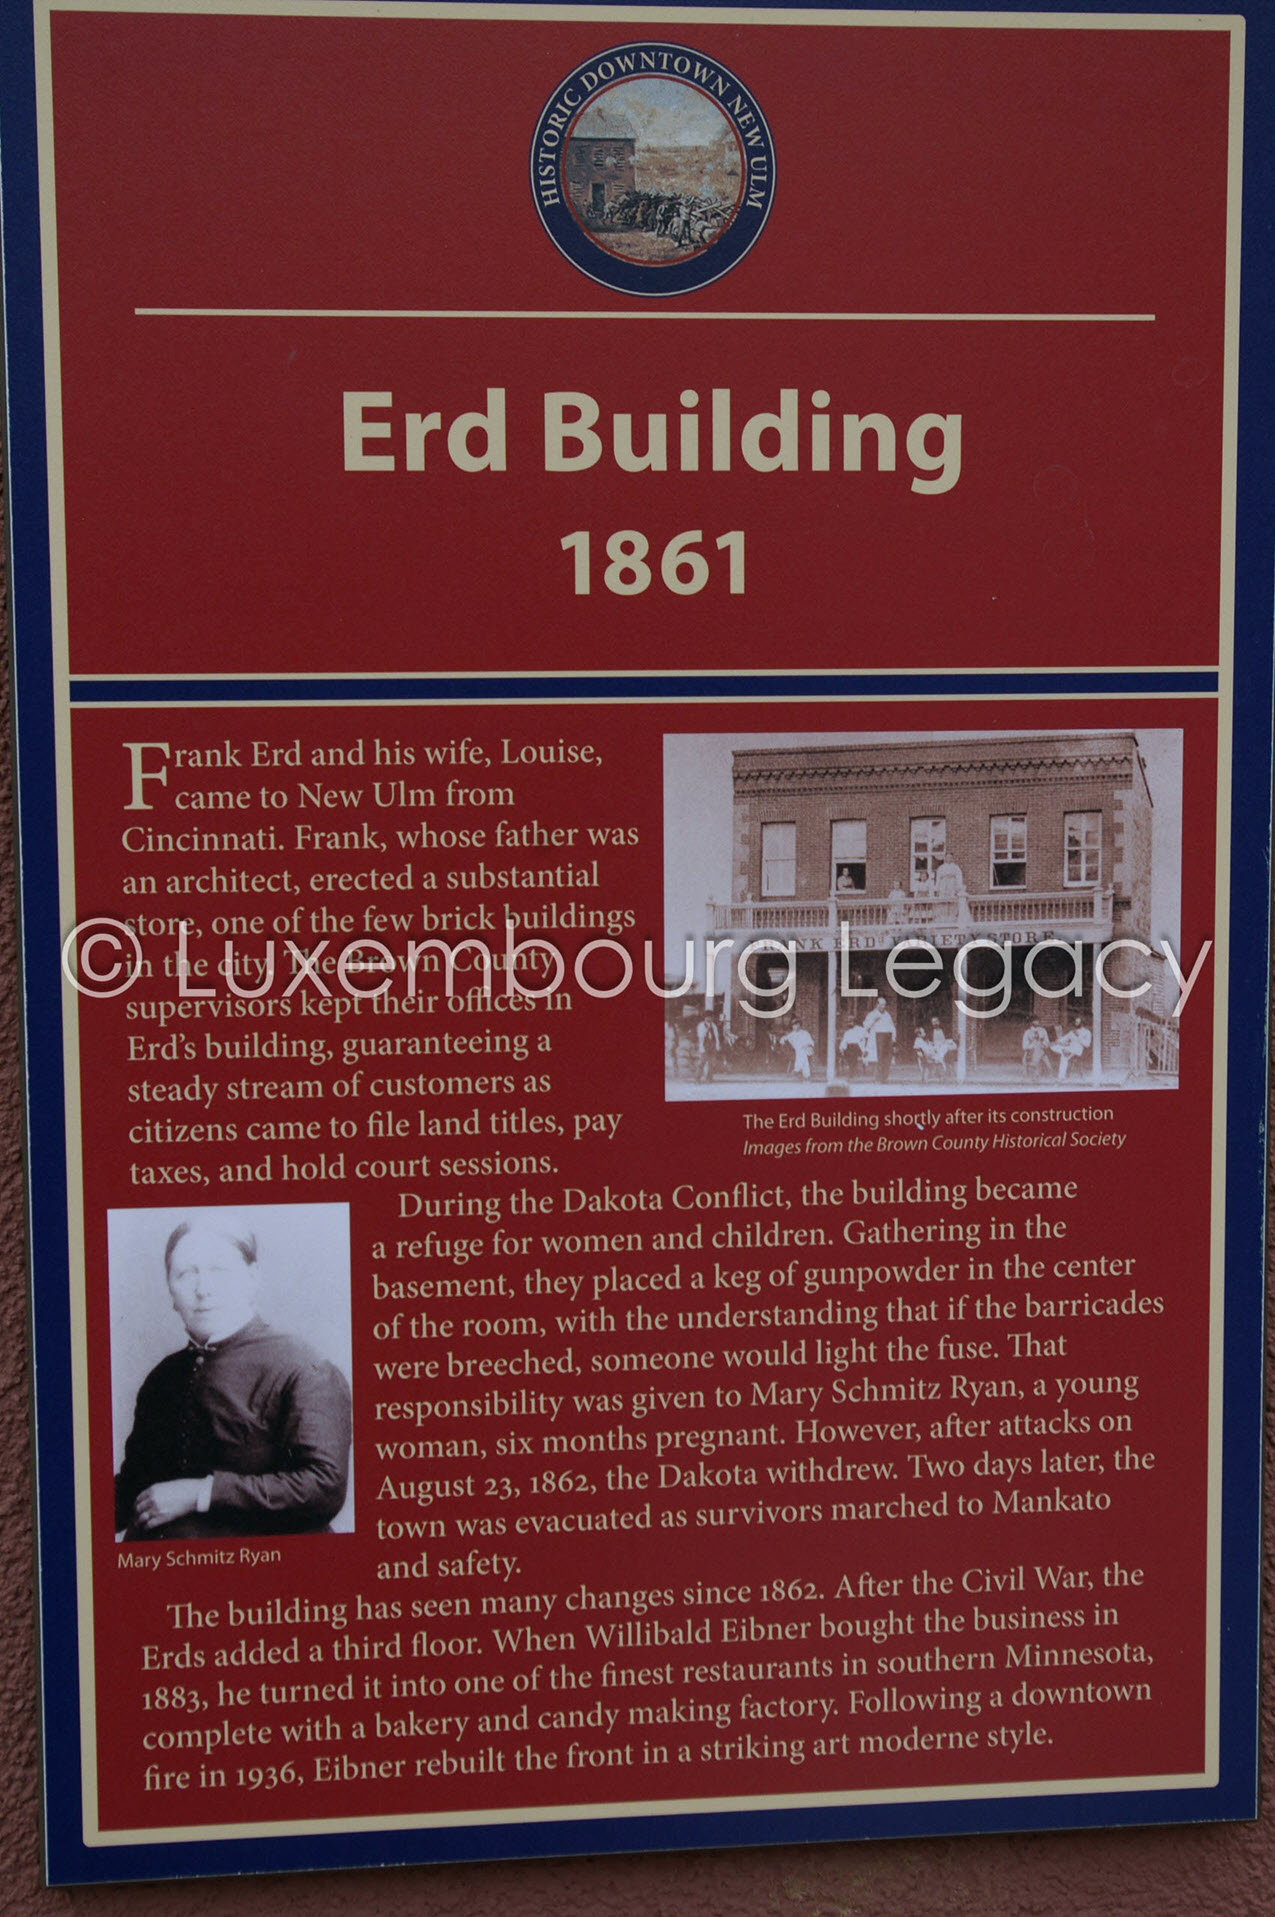 HISTORIC DOWNTOWN NEW ULM
Erd Building
1861
Frank Erd and his wife, Louise,
came to New Ulm from
Cincinnati. Frank, whose father was
an architect, erected a substantial
store, one of the few brick buildings
in the city. The Brown County
supervisors kept their offices in
Erd's building, guaranteeing a
steady stream of customers as
citizens came to file land titles, pay
taxes, and hold court sessions.
FRANK ERD'S VARIETY STORE
The Erd Building shortly after its construction
Images from the Brown County Historical Society
© Luxembourg Legacy
During the Dakota Conflict, the building became
a refuge for women and children. Gathering in the
basement, they placed a keg of gunpowder in the center
of the room, with the understanding that if the barricades
were breeched, someone would light the fuse. That
responsibility was given to Mary Schmitz Ryan, a young
woman, six months pregnant. However, after attacks on
August 23, 1862, the Dakota withdrew. Two days later, the
town was evacuated as survivors marched to Mankato
and safety.
Mary Schmitz Ryan
The building has seen many changes since 1862. After the Civil War, the
Erds added a third floor. When Willibald Eibner bought the business in
1883, he turned it into one of the finest restaurants in southern Minnesota,
complete with a bakery and candy making factory. Following a downtown
fire in 1936, Eibner rebuilt the front in a striking art moderne style.